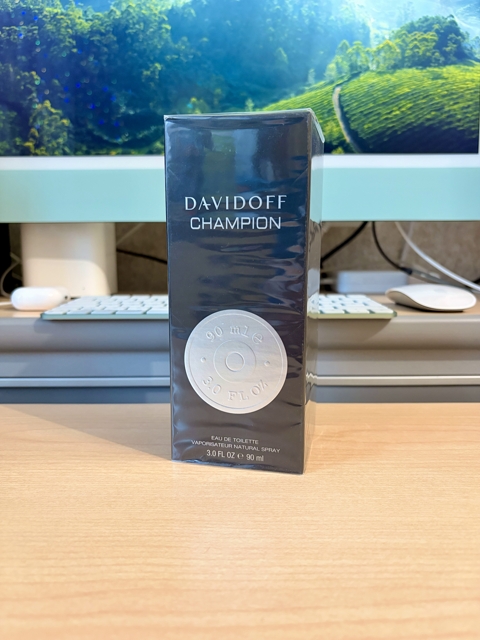 DAVIDOFF
CHAMPION
90 ml ℮
3.0 FL.OZ
EAU DE TOILETTE
VAPORISATEUR NATURAL SPRAY
3.0 FL OZ ℮ 90 ml